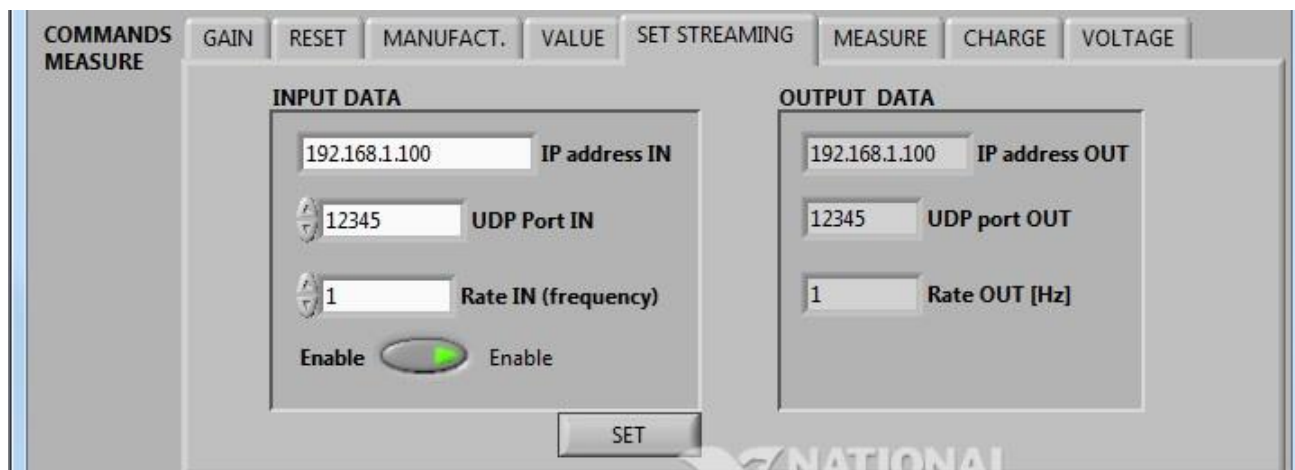 COMMANDS MEASURE
GAIN RESET MANUFACT. VALUE SET STREAMING MEASURE CHARGE VOLTAGE
INPUT DATA
192.168.1.100 IP address IN
12345 UDP Port IN
1 Rate IN (frequency)
Enable Enable
SET
OUTPUT DATA
192.168.1.100 IP address OUT
12345 UDP port OUT
1 Rate OUT [Hz]
NATIONAL